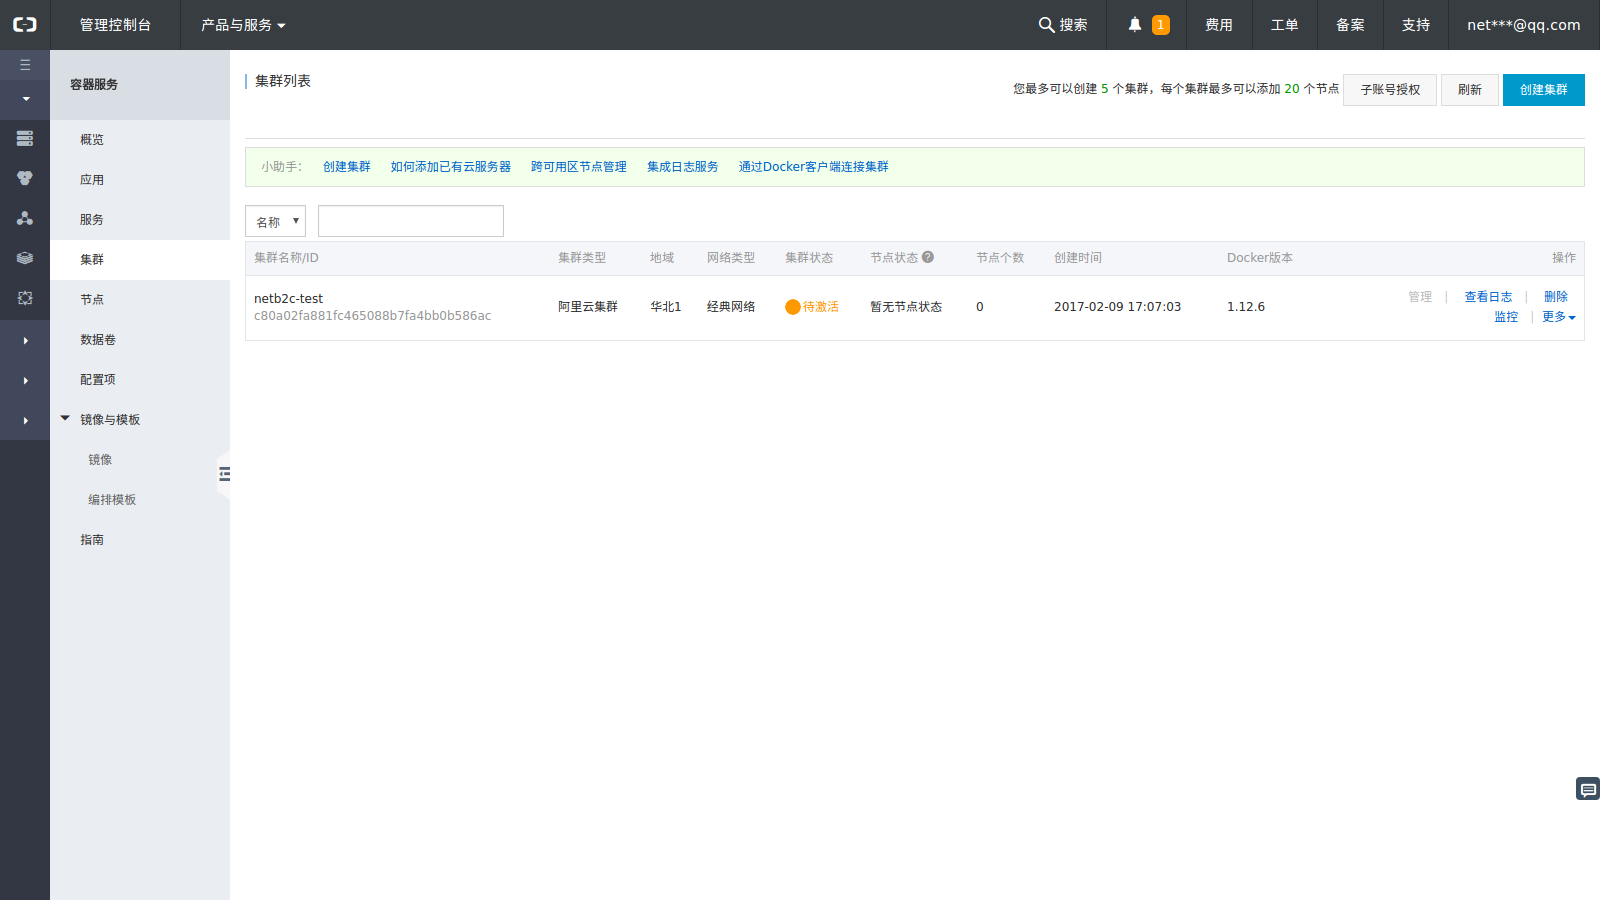 管理控制台 产品与服务 搜索 1 费用 工单 备案 支持 net***@qq.com
容器服务
概览
应用
服务
集群
节点
数据卷
配置项
镜像与模板
镜像
编排模板
指南
集群列表
您最多可以创建 5 个集群，每个集群最多可以添加 20 个节点 子账号授权 刷新 创建集群
小助手： 创建集群 如何添加已有云服务器 跨可用区节点管理 集成日志服务 通过Docker客户端连接集群
名称
集群名称/ID 集群类型 地域 网络类型 集群状态 节点状态 节点个数 创建时间 Docker版本 操作
netb2c-test
c80a02fa881fc465088b7fa4bb0b586ac
阿里云集群 华北1 经典网络 待激活 暂无节点状态 0 2017-02-09 17:07:03 1.12.6
管理 | 查看日志 | 删除
监控 | 更多